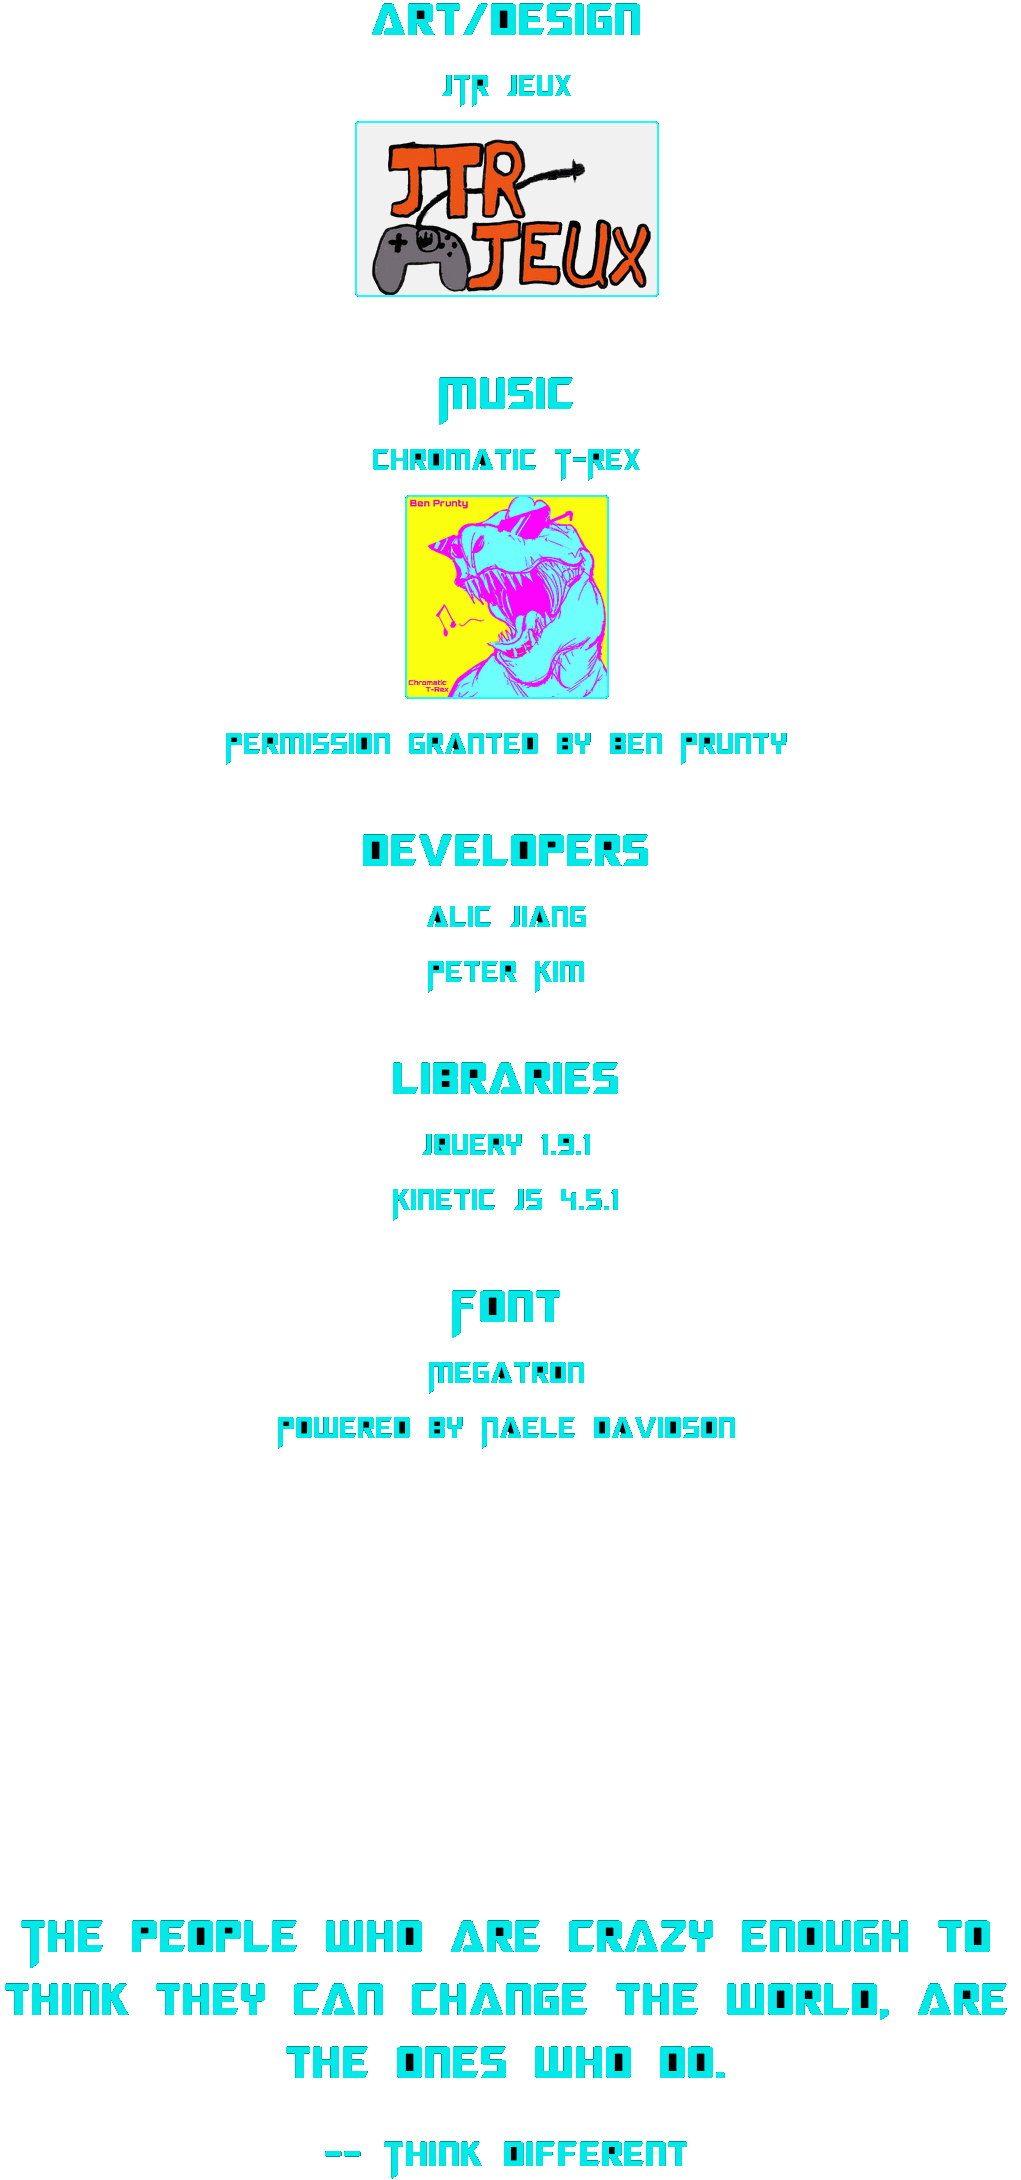 Art/Design
JTR Jeux
JTR
JEUX
Music
Chromatic T-Rex
Ben Prunty
Chromatic
T-Rex
Permission granted by Ben Prunty
Developers
Alic Jiang
Peter Kim
Libraries
jQuery 1.9.1
Kinetic JS 4.5.1
Font
Megatron
Powered by Naele Davidson
The people who are crazy enough to
think they can change the world, are
the ones who do.
-- Think Different